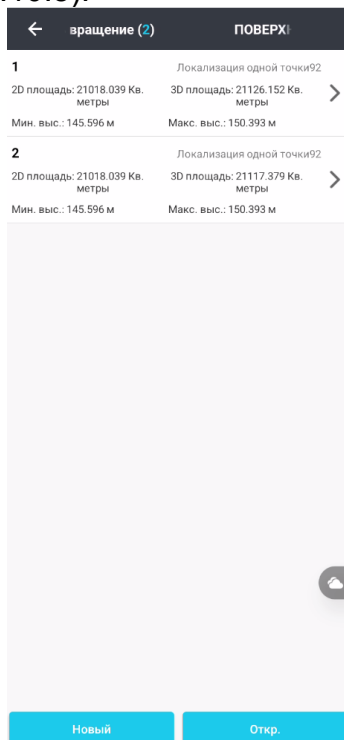 вращение (2) ПОВЕРХ
1 Локализация одной точки92
2D площадь: 21018.039 Кв. метры 3D площадь: 21126.152 Кв. метры
Мин. выс.: 145.596 м Макс. выс.: 150.393 м
2 Локализация одной точки92
2D площадь: 21018.039 Кв. метры 3D площадь: 21117.379 Кв. метры
Мин. выс.: 145.596 м Макс. выс.: 150.393 м
Новый Откр.